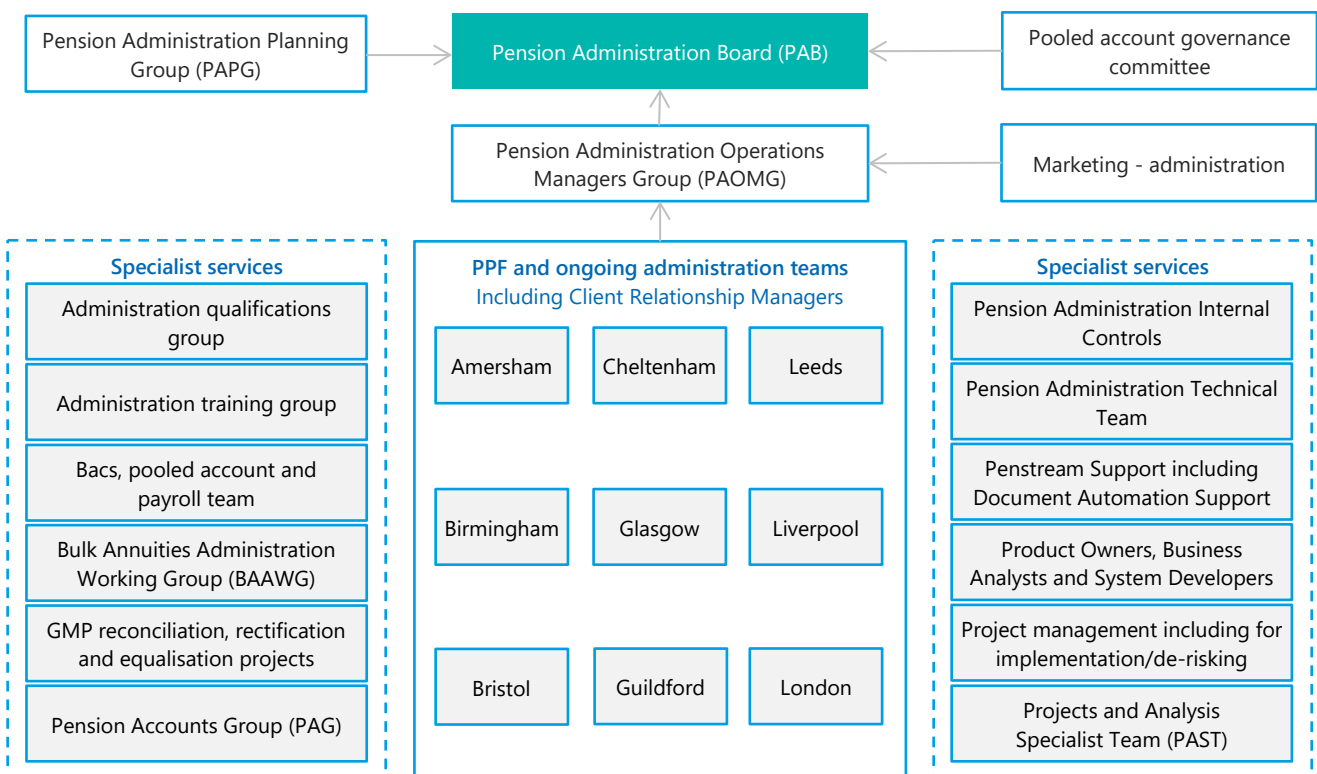 Pension Administration Planning
Group (PAPG)
Pension Administration Board (PAB)
Pooled account governance
committee
Pension Administration Operations
Managers Group (PAOMG)
Marketing - administration
Specialist services
Administration qualifications
group
Administration training group
Bacs, pooled account and
payroll team
Bulk Annuities Administration
Working Group (BAAWG)
GMP reconciliation, rectification
and equalisation projects
Pension Accounts Group (PAG)
PPF and ongoing administration teams
Including Client Relationship Managers
Amersham
Cheltenham
Leeds
Birmingham
Glasgow
Liverpool
Bristol
Guildford
London
Specialist services
Pension Administration Internal
Controls
Pension Administration Technical
Team
Penstream Support including
Document Automation Support
Product Owners, Business
Analysts and System Developers
Project management including for
implementation/de-risking
Projects and Analysis
Specialist Team (PAST)